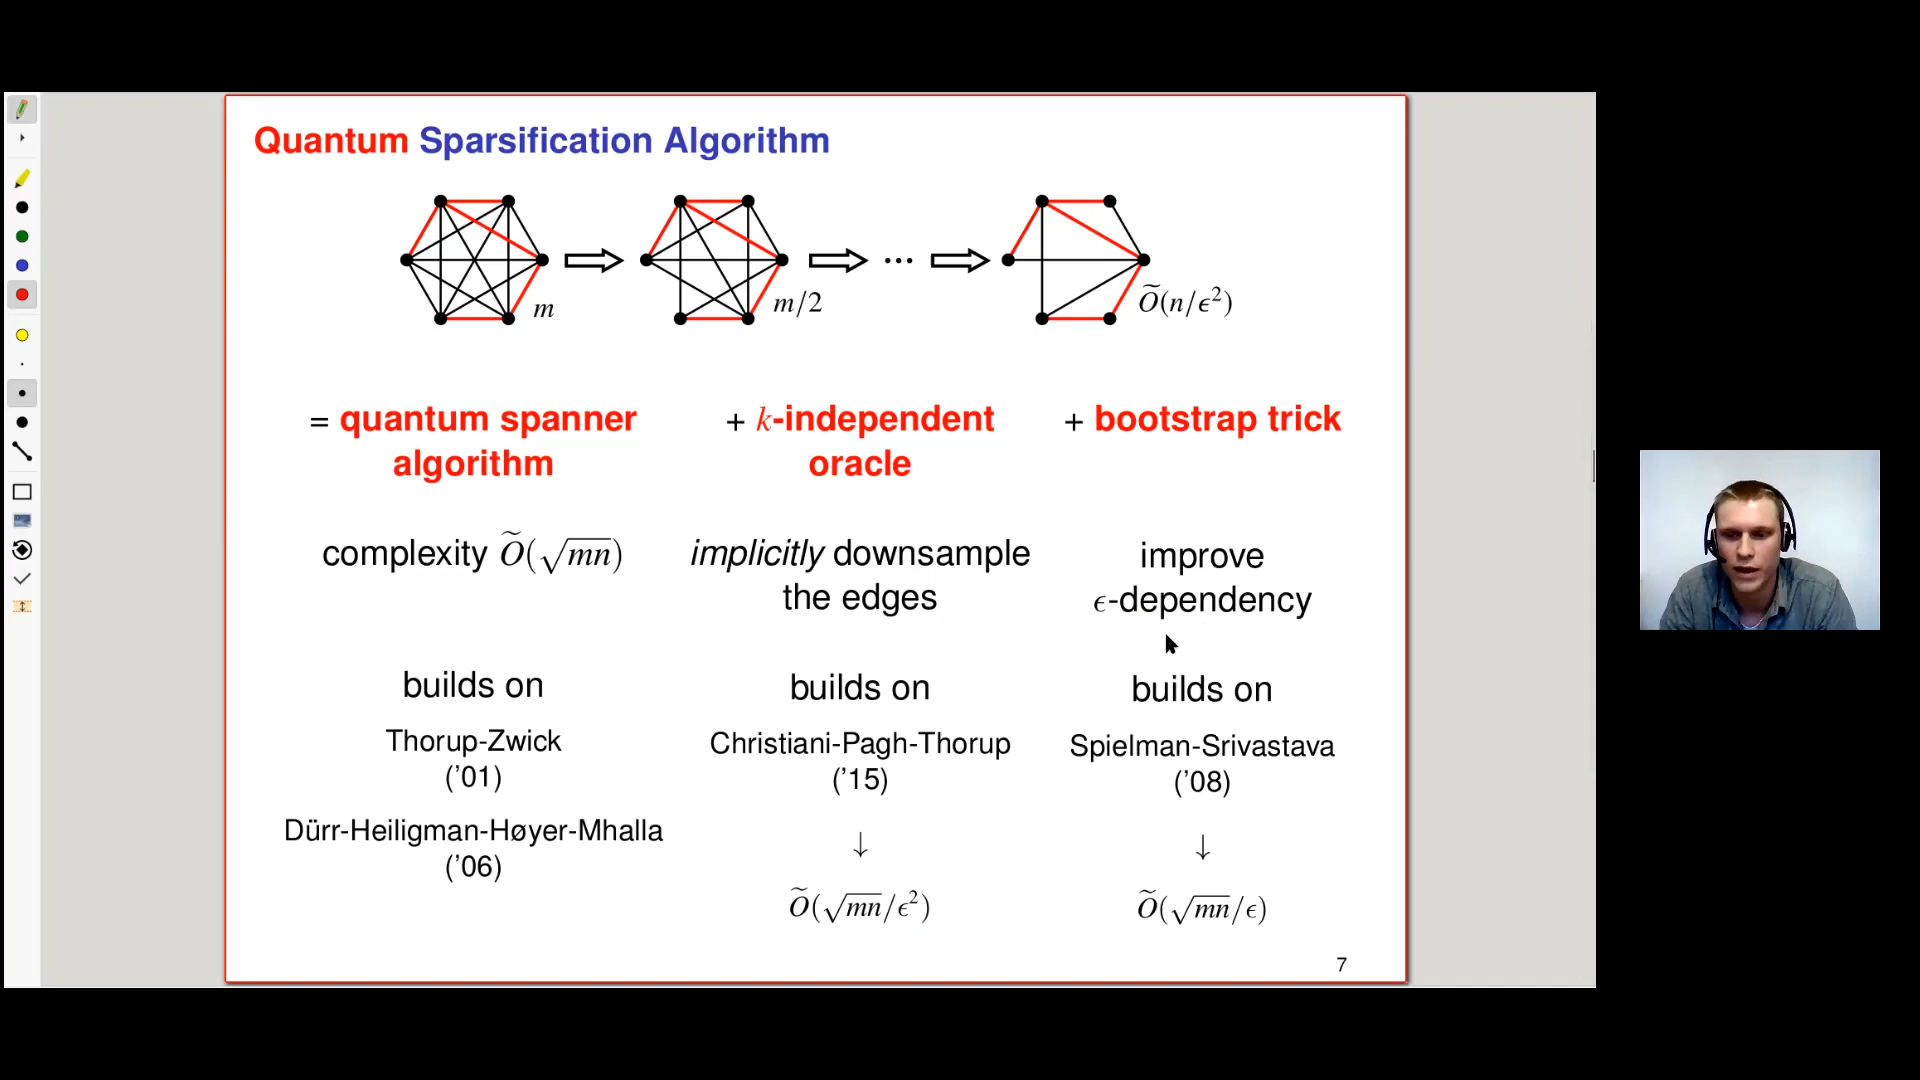 Quantum Sparsification Algorithm
m
m/2
...
Õ(n/ϵ²)
= quantum spanner
algorithm
complexity Õ(√mn)
builds on
Thorup-Zwick
('01)
Dürr-Heiligman-Høyer-Mhalla
('06)
+ k-independent
oracle
implicitly downsample
the edges
builds on
Christiani-Pagh-Thorup
('15)
↓
Õ(√mn/ϵ²)
+ bootstrap trick
improve
ϵ-dependency
builds on
Spielman-Srivastava
('08)
↓
Õ(√mn/ϵ)
7